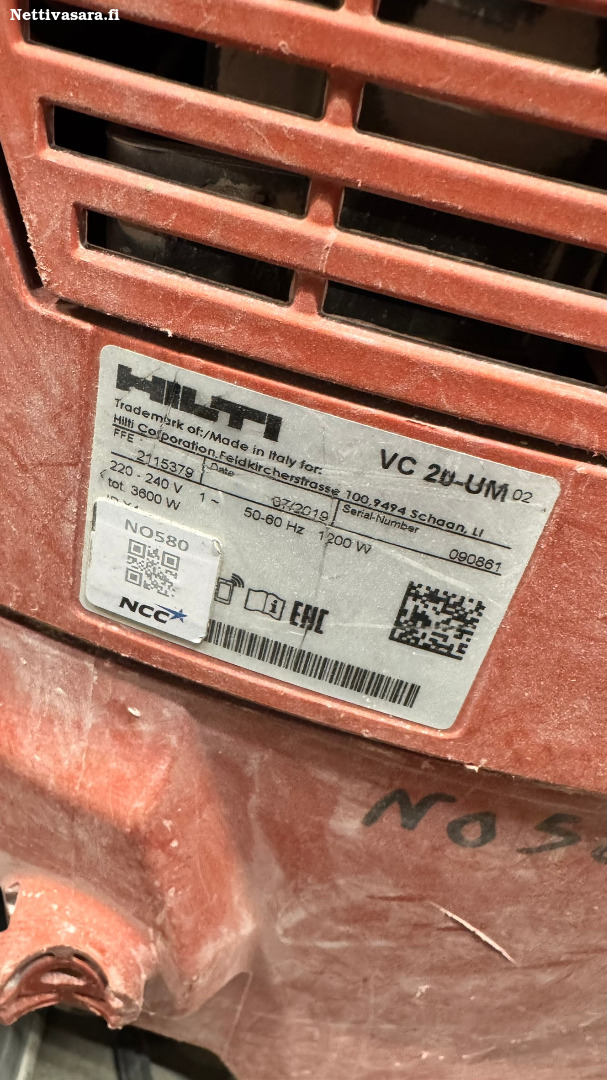 Nettivasara.fi
HILTI
VC 20-UM 02
Trademark of:/Made in Italy for:
Hilti Corporation,Feldkircherstrasse 100,9494 Schaan, LI
FFE 2115379 Date 07/2019 Serial-Number 090861
220 - 240 V 1 ~ 50-60 Hz 1200 W
tot. 3600 W
NO580
NCC
EAC
NO5